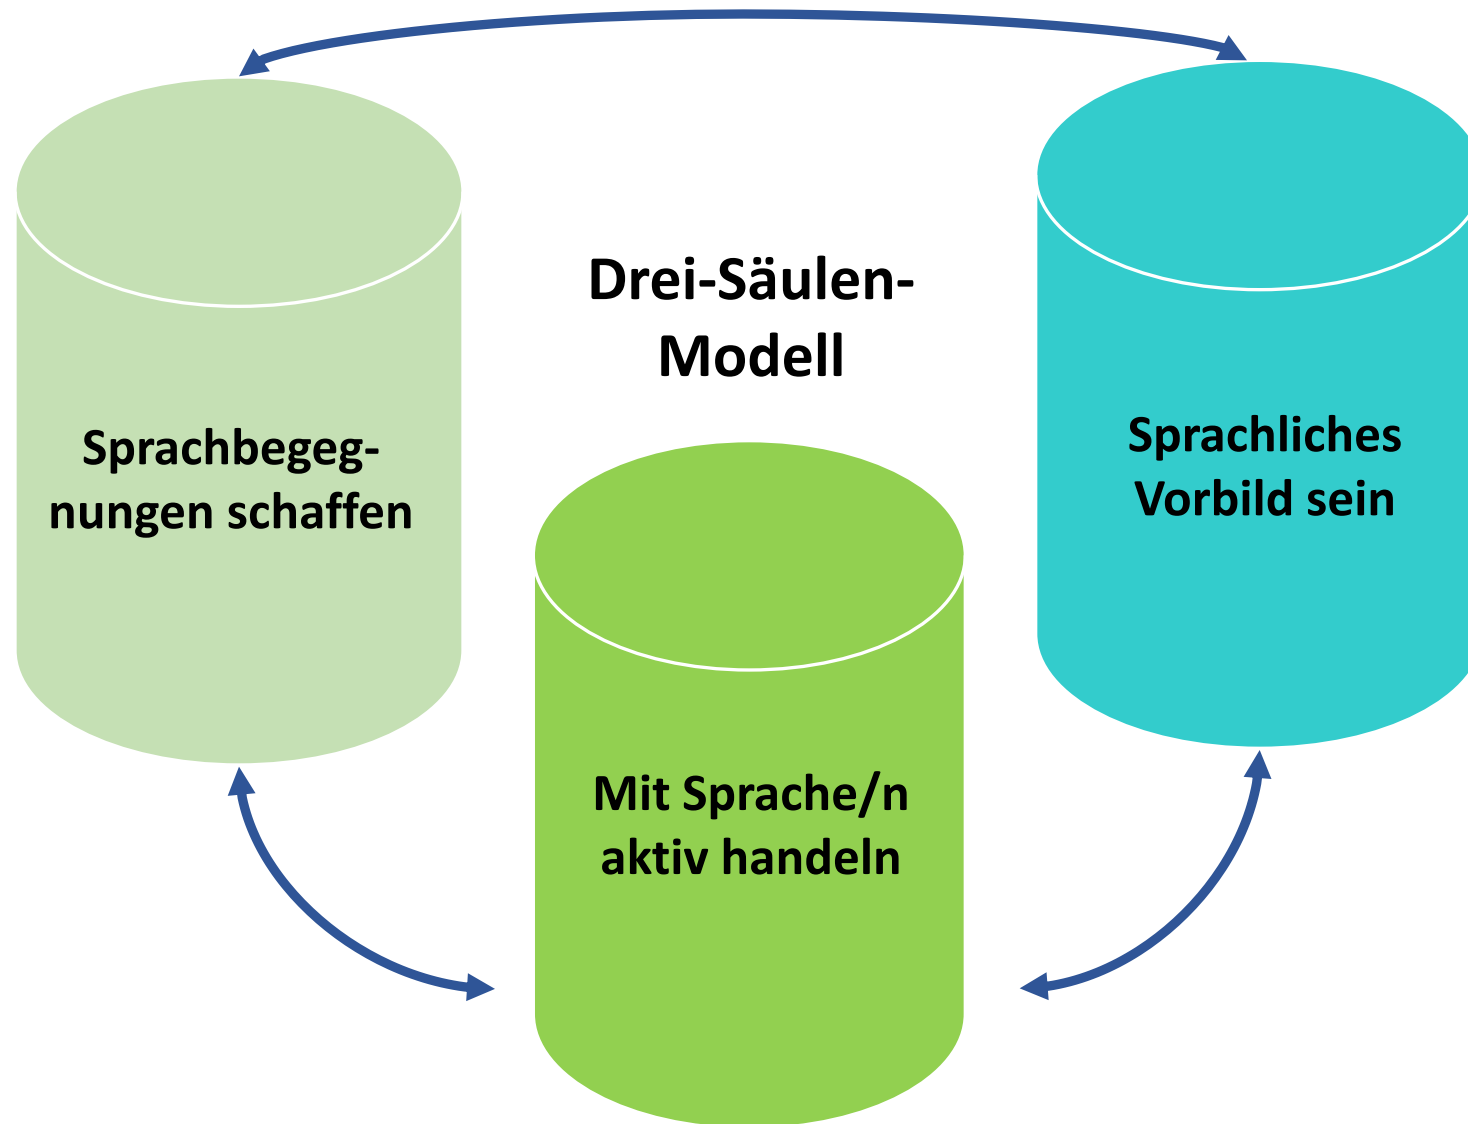 Drei-Säulen-
Modell
Sprachbegeg-
nungen schaffen
Sprachliches
Vorbild sein
Mit Sprache/n
aktiv handeln